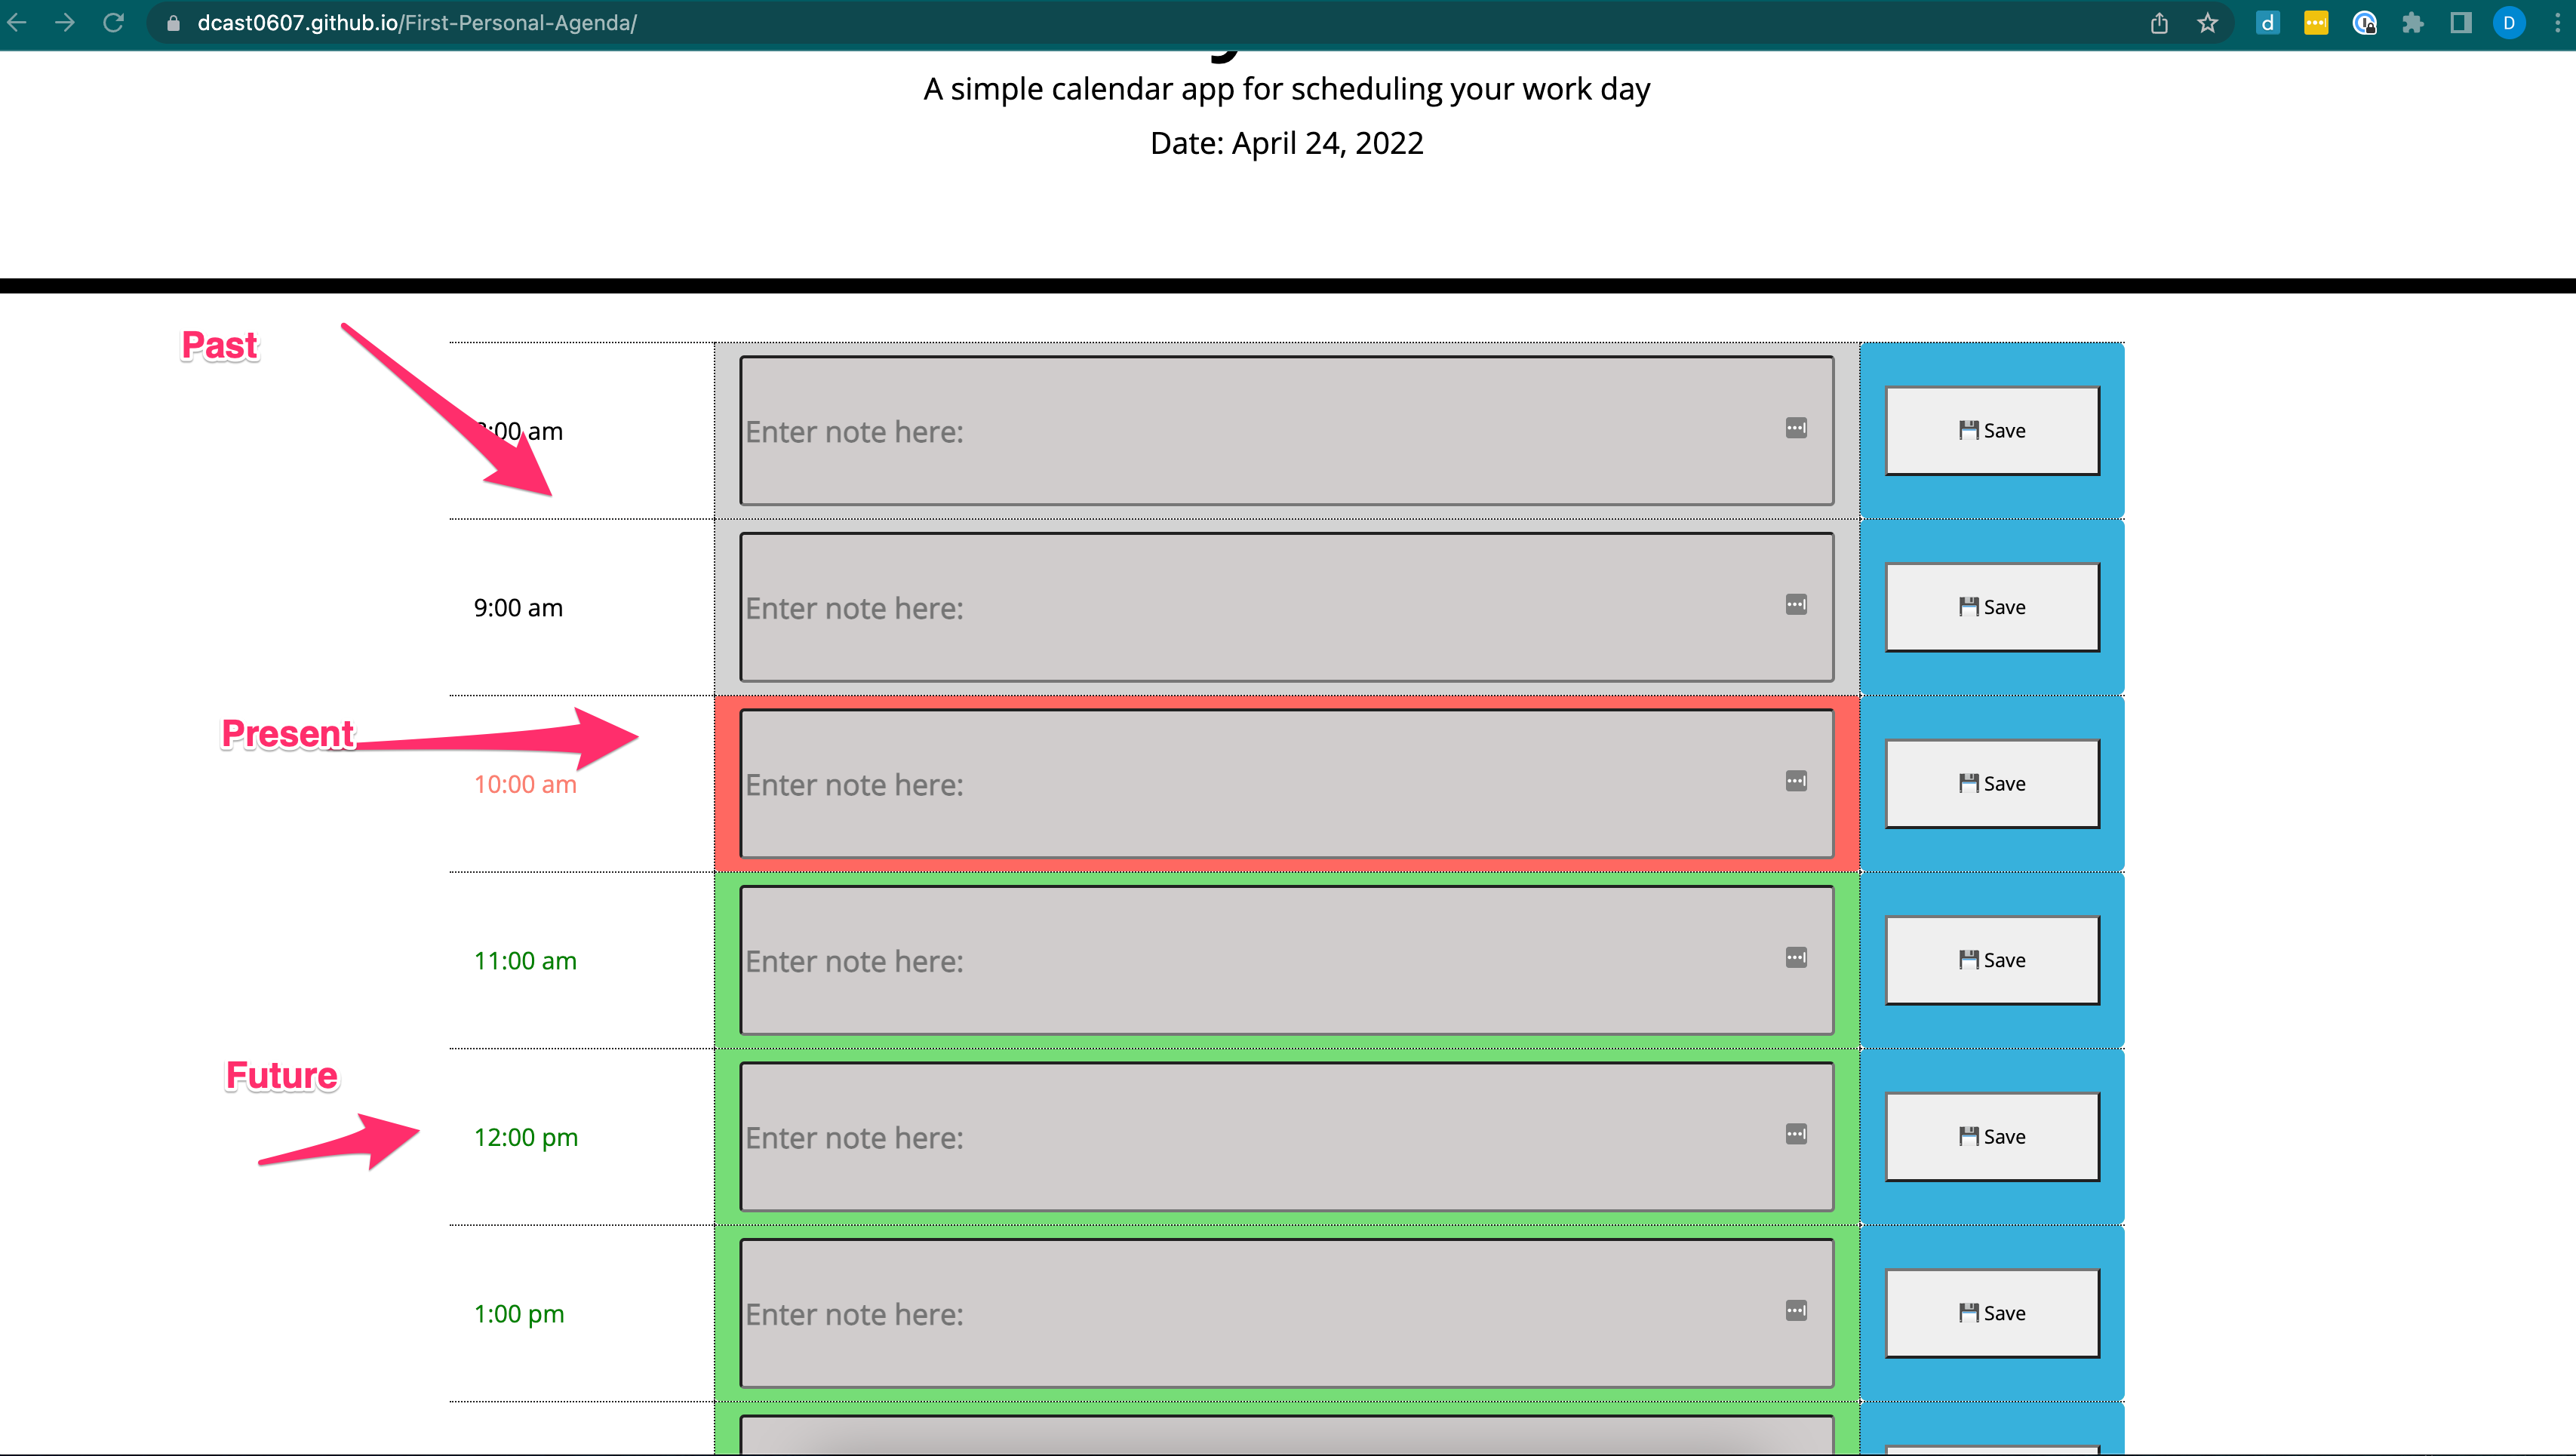 dcast0607.github.io/First-Personal-Agenda/
d
D
A simple calendar app for scheduling your work day
Date: April 24, 2022
Past
:00 am
Enter note here:
Save
9:00 am
Enter note here:
Save
Present
10:00 am
Enter note here:
Save
11:00 am
Enter note here:
Save
Future
12:00 pm
Enter note here:
Save
1:00 pm
Enter note here:
Save